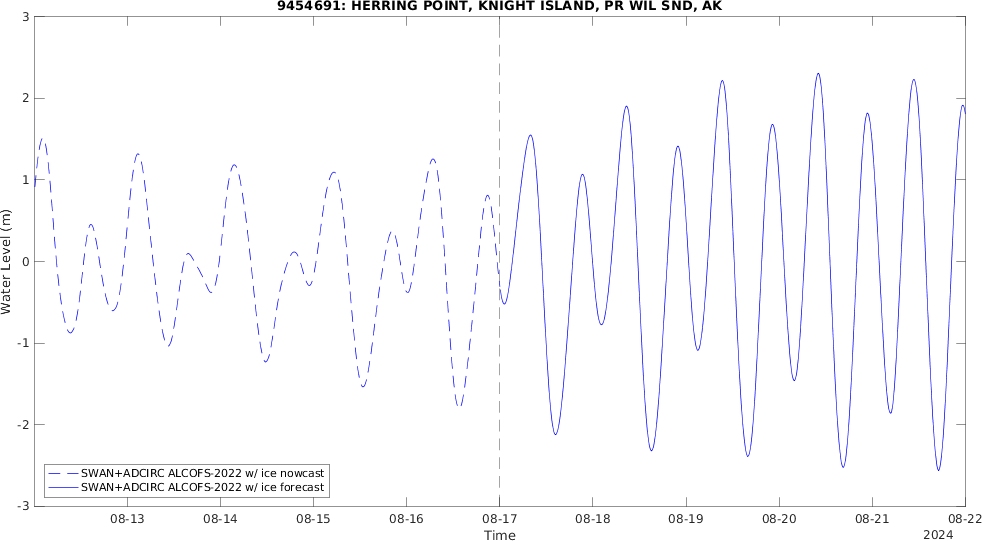 9454691: HERRING POINT, KNIGHT ISLAND, PR WIL SND, AK
3
2
1
0
-1
-2
-3
Water Level (m)
SWAN+ADCIRC ALCOFS-2022 w/ ice nowcast
SWAN+ADCIRC ALCOFS-2022 w/ ice forecast
08-13 08-14 08-15 08-16 08-17 08-18 08-19 08-20 08-21 08-22
Time
2024